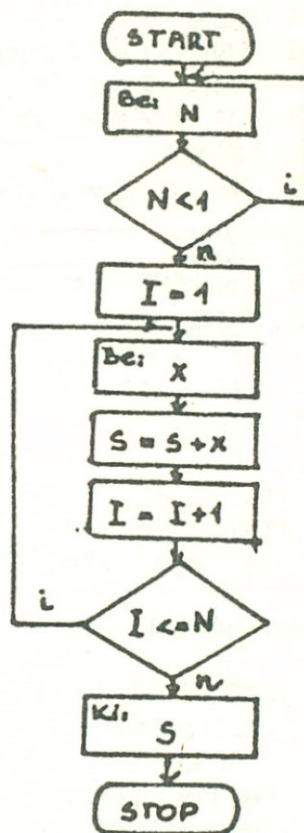 START
Be: N
N<1
i
n
I = 1
Be: X
S = S+X
I = I+1
i
I <= N
n
Ki: S
STOP